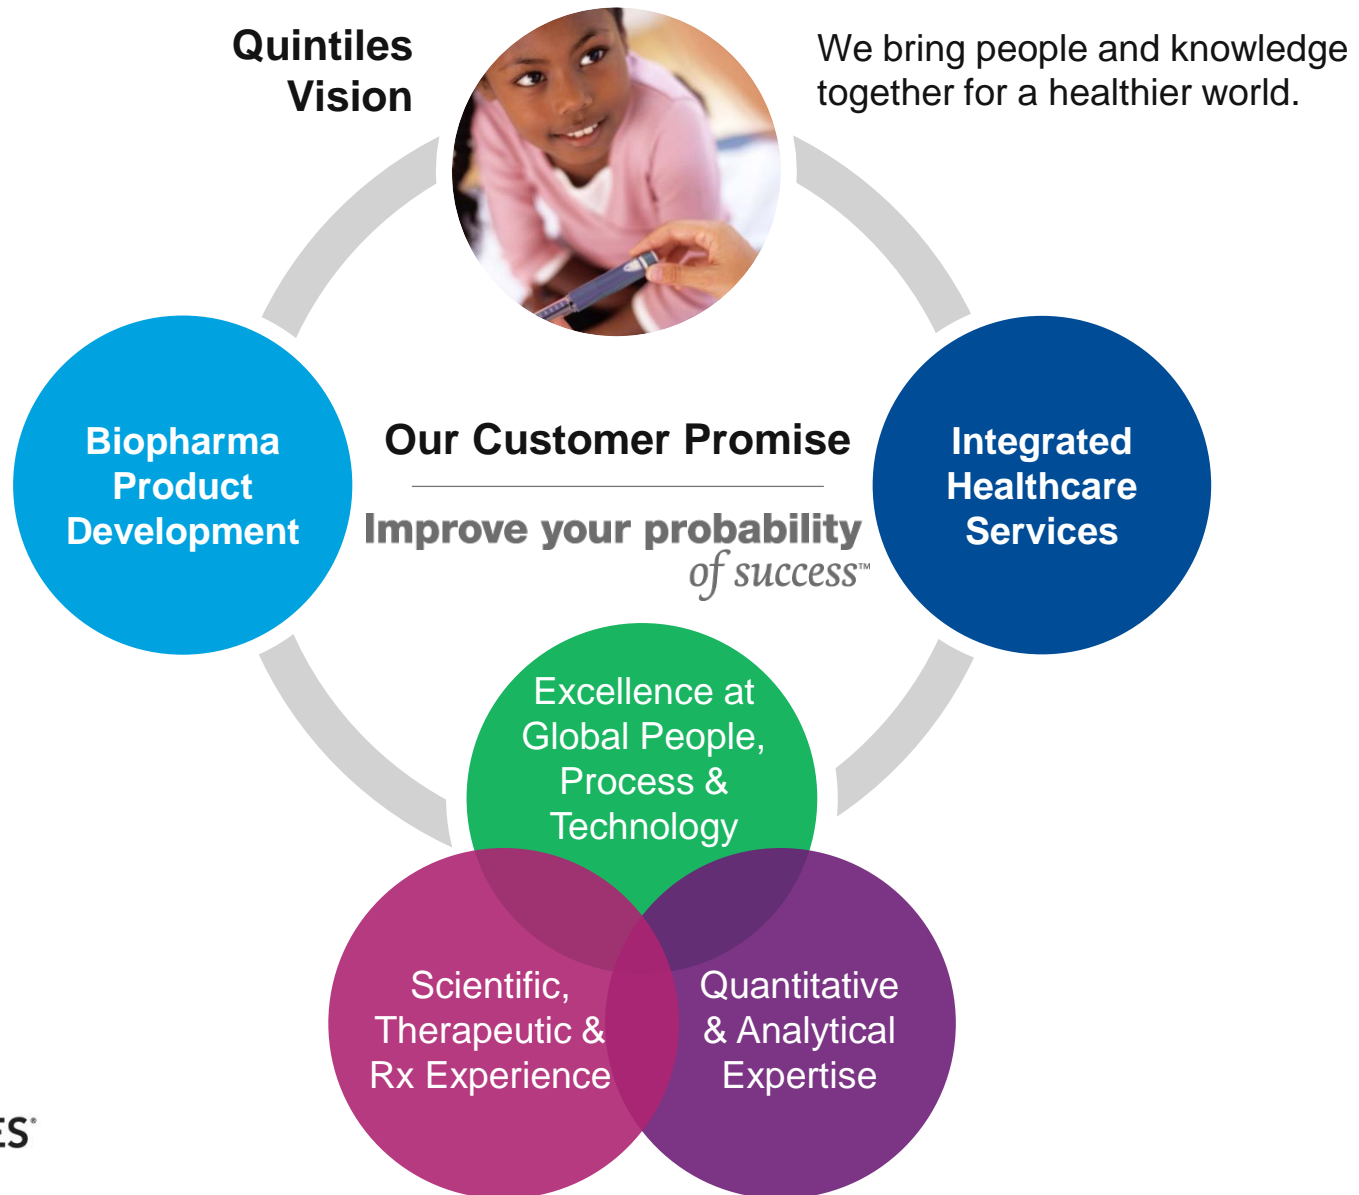 Quintiles
Vision
We bring people and knowledge
together for a healthier world.
Biopharma
Product
Development
Our Customer Promise
Improve your probability
of success™
Integrated
Healthcare
Services
Excellence at
Global People,
Process &
Technology
Scientific,
Therapeutic &
Rx Experience
Quantitative
& Analytical
Expertise
ES®